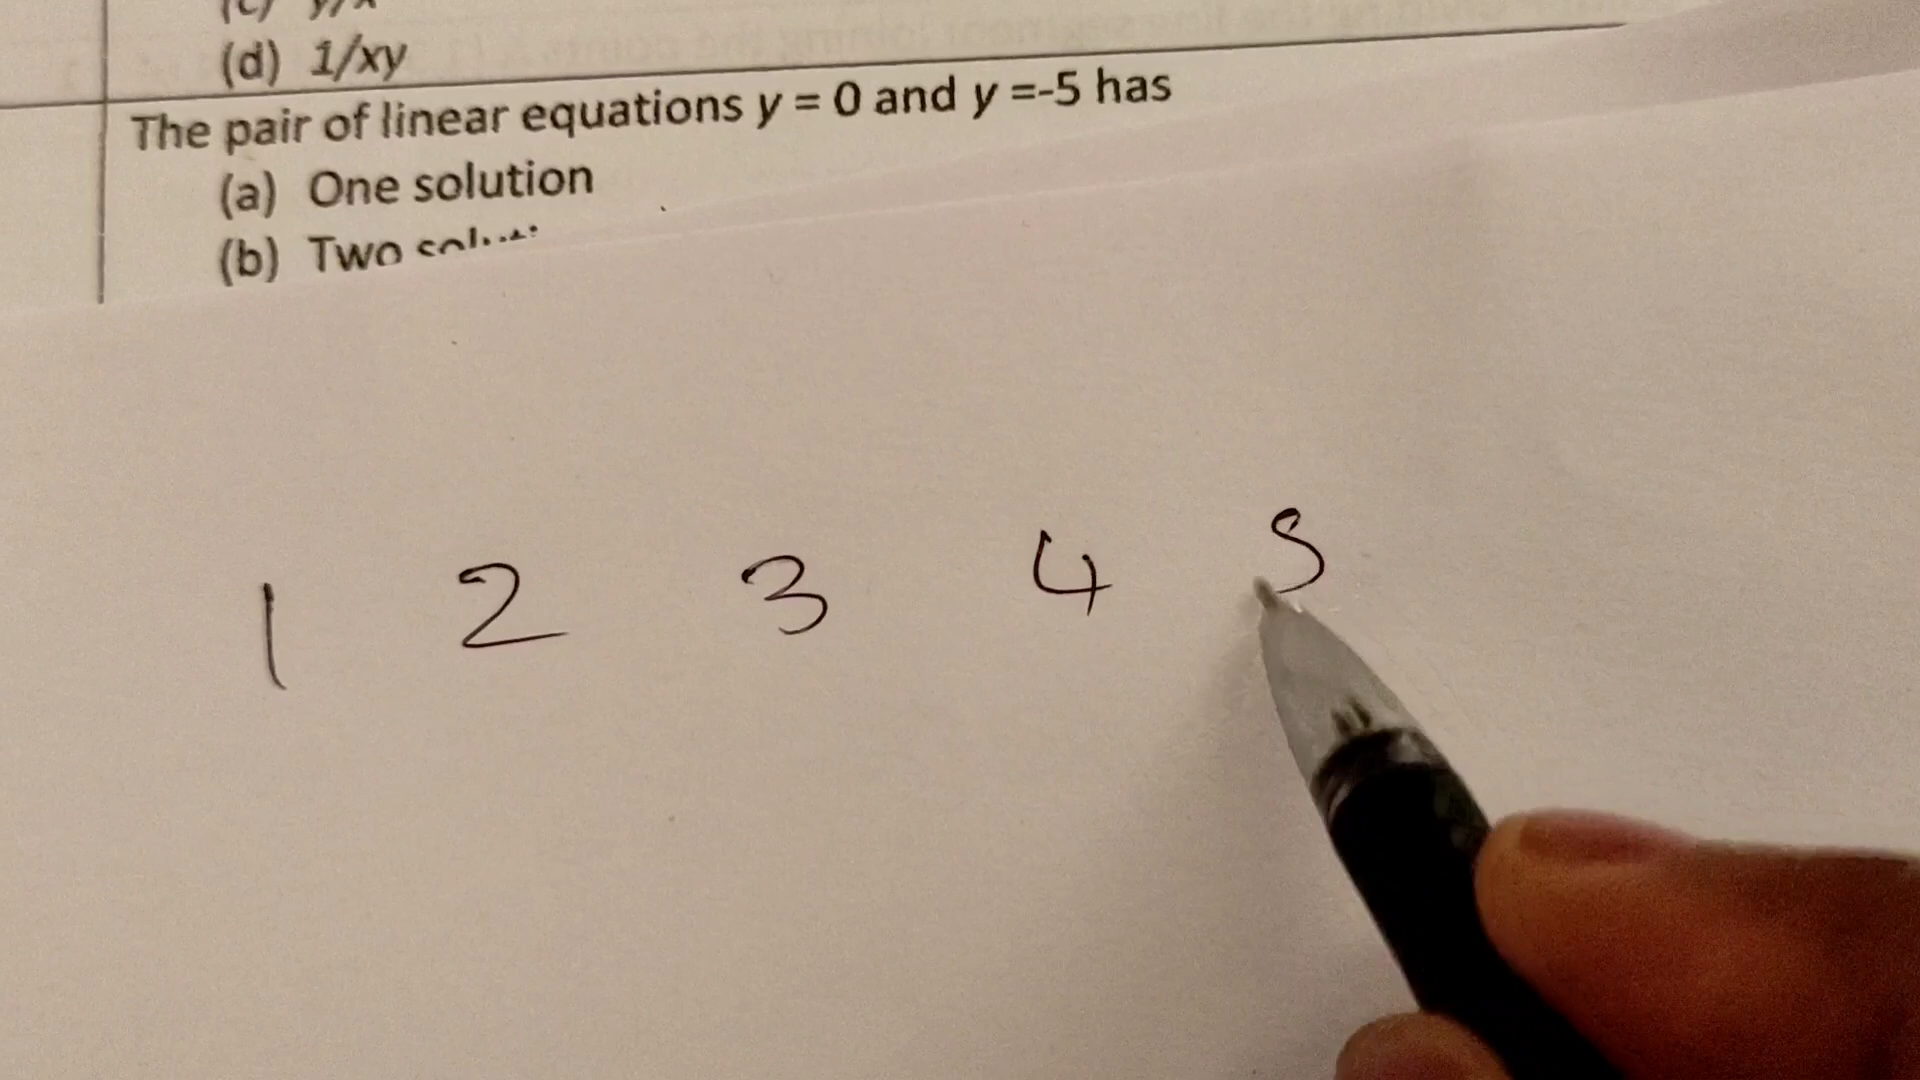 (d) 1/xy
The pair of linear equations y = 0 and y =-5 has
(a) One solution
(b) Two
1 2 3 4 5